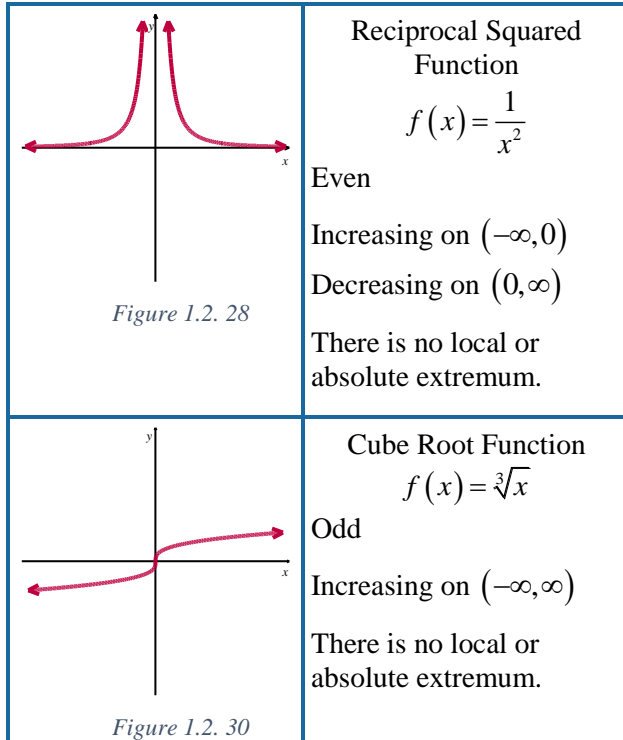 y
x
Figure 1.2. 28
Reciprocal Squared
Function
f(x) = 1/x²
Even
Increasing on (−∞,0)
Decreasing on (0,∞)
There is no local or
absolute extremum.
y
x
Figure 1.2. 30
Cube Root Function
f(x) = ∛x
Odd
Increasing on (−∞,∞)
There is no local or
absolute extremum.